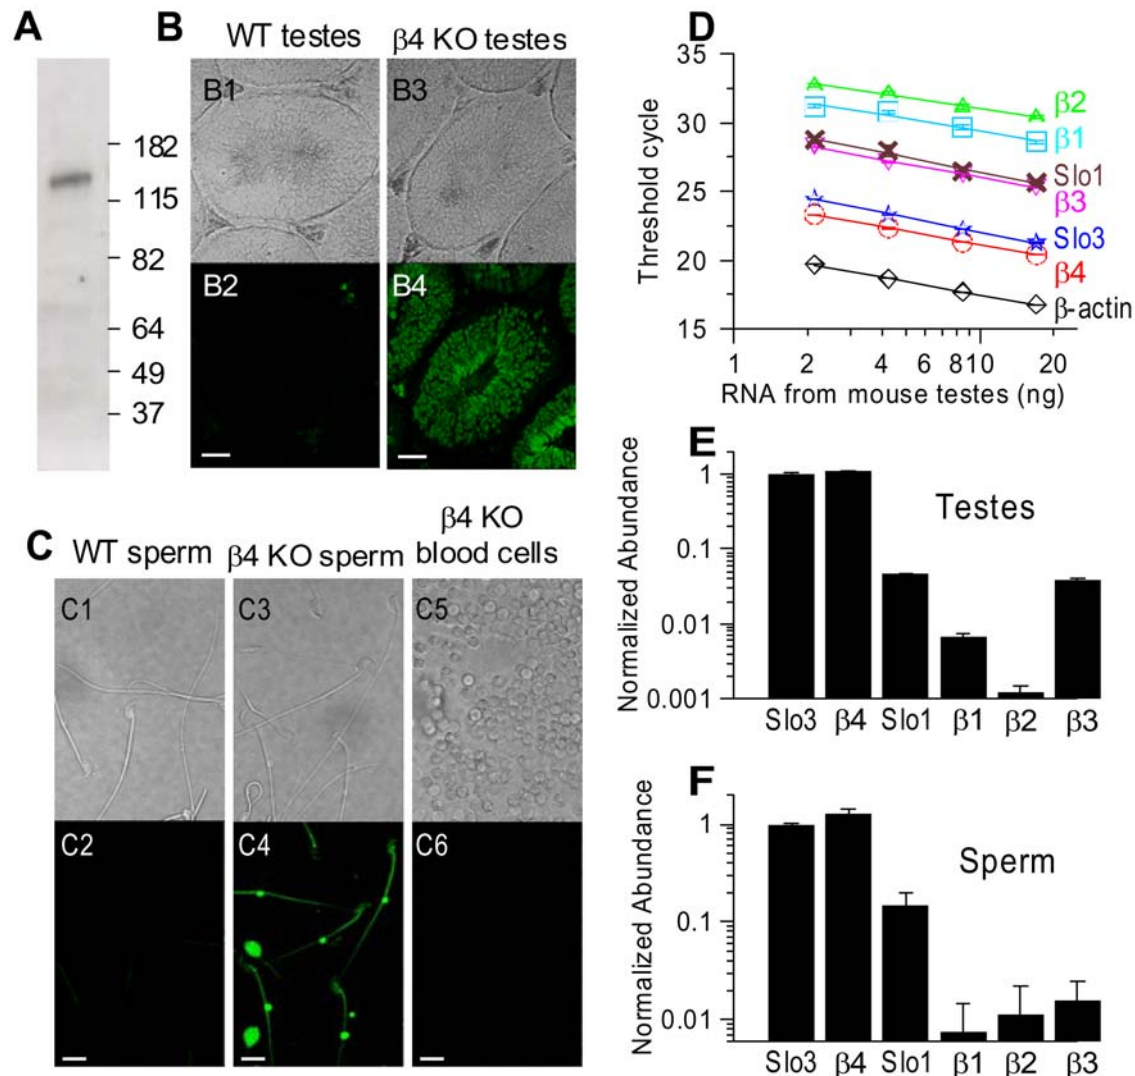 A
182
115
82
64
49
37
B
WT testes
β4 KO testes
B1
B3
B2
B4
C
WT sperm
β4 KO sperm
β4 KO
blood cells
C1
C3
C5
C2
C4
C6
D
Threshold cycle
35
30
25
20
15
β2
β1
Slo1
β3
Slo3
β4
β-actin
1 2 4 6 8 10 20
RNA from mouse testes (ng)
E
Normalized Abundance
1
0.1
0.01
0.001
Testes
Slo3 β4 Slo1 β1 β2 β3
F
Normalized Abundance
1
0.1
0.01
Sperm
Slo3 β4 Slo1 β1 β2 β3